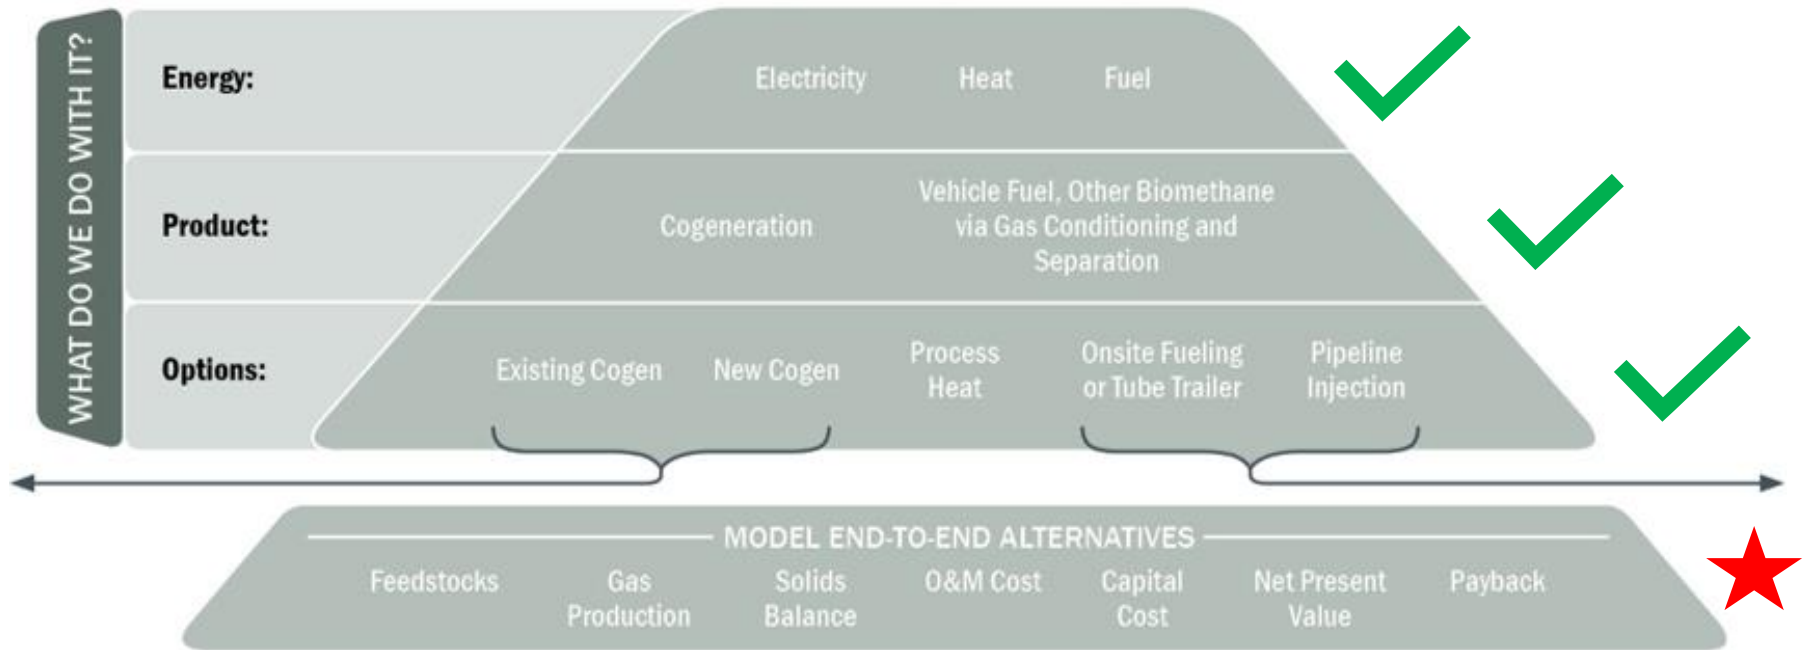 WHAT DO WE DO WITH IT?
Energy:
Electricity
Heat
Fuel
Product:
Cogeneration
Vehicle Fuel, Other Biomethane
via Gas Conditioning and
Separation
Options:
Existing Cogen
New Cogen
Process
Heat
Onsite Fueling
or Tube Trailer
Pipeline
Injection
MODEL END-TO-END ALTERNATIVES
Feedstocks
Gas
Production
Solids
Balance
O&M Cost
Capital
Cost
Net Present
Value
Payback